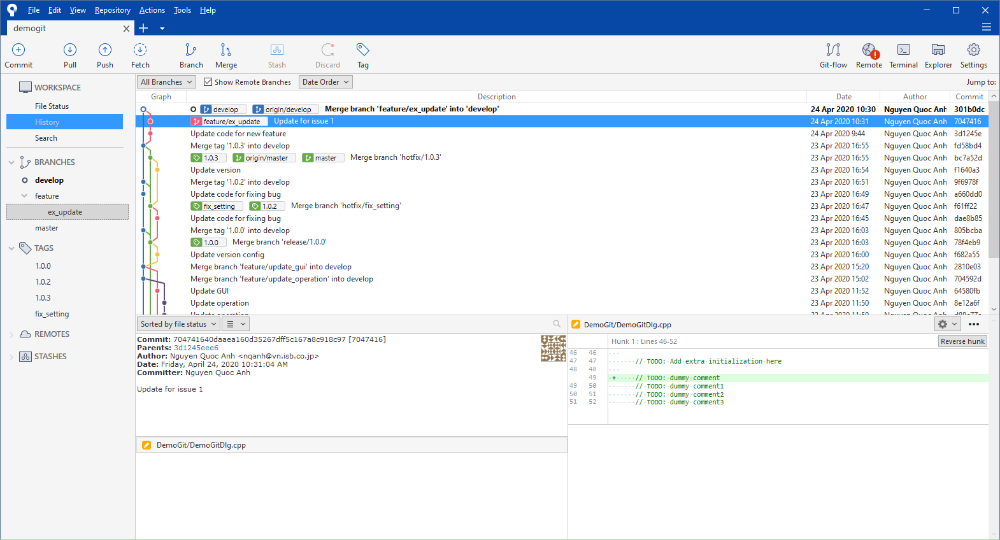 File Edit View Repository Actions Tools Help
demogit
Commit Pull Push Fetch Branch Merge Stash Discard Tag Git-flow Remote Terminal Explorer Settings
WORKSPACE
File Status
History
Search
BRANCHES
develop
feature
ex_update
master
TAGS
1.0.0
1.0.2
1.0.3
fix_setting
REMOTES
STASHES
All Branches Show Remote Branches Date Order Jump to:
Graph Description Date Author Commit
develop origin/develop Merge branch 'feature/ex_update' into 'develop' 24 Apr 2020 10:30 Nguyen Quoc Anh 301b0dc
feature/ex_update Update for issue 1 24 Apr 2020 10:31 Nguyen Quoc Anh 7047416
Update code for new feature 24 Apr 2020 9:44 Nguyen Quoc Anh 3d1245e
Merge tag '1.0.3' into develop 23 Apr 2020 16:55 Nguyen Quoc Anh fd58bd4
1.0.3 origin/master master Merge branch 'hotfix/1.0.3' 23 Apr 2020 16:55 Nguyen Quoc Anh bc7a52d
Update version 23 Apr 2020 16:54 Nguyen Quoc Anh f1640a3
Merge tag '1.0.2' into develop 23 Apr 2020 16:51 Nguyen Quoc Anh 9f6978f
Update code for fixing bug 23 Apr 2020 16:49 Nguyen Quoc Anh a660dd0
fix_setting 1.0.2 Merge branch 'hotfix/fix_setting' 23 Apr 2020 16:47 Nguyen Quoc Anh f61ff22
Update code for fixing bug 23 Apr 2020 16:45 Nguyen Quoc Anh dae8b85
Merge tag '1.0.0' into develop 23 Apr 2020 16:03 Nguyen Quoc Anh 805bcba
1.0.0 Merge branch 'release/1.0.0' 23 Apr 2020 16:03 Nguyen Quoc Anh 78f4eb9
Update version config 23 Apr 2020 16:00 Nguyen Quoc Anh f682a55
Merge branch 'feature/update_gui' into develop 23 Apr 2020 15:20 Nguyen Quoc Anh 2810e03
Merge branch 'feature/update_operation' into develop 23 Apr 2020 15:02 Nguyen Quoc Anh 704592d
Update GUI 23 Apr 2020 11:52 Nguyen Quoc Anh 64580fb
Update operation 23 Apr 2020 11:50 Nguyen Quoc Anh 8e12a6f
Sorted by file status
Commit: 704741640daaea160d35267dff5c167a8c918c97 [7047416]
Parents: 3d1245eee6
Author: Nguyen Quoc Anh <nqanh@vn.isb.co.jp>
Date: Friday, April 24, 2020 10:31:04 AM
Committer: Nguyen Quoc Anh
Update for issue 1
DemoGit/DemoGitDlg.cpp
DemoGit/DemoGitDlg.cpp
Hunk 1 : Lines 46-52 Reverse hunk
46 46
47 47 // TODO: Add extra initialization here
48 48
49 + // TODO: dummy comment
49 50 // TODO: dummy comment1
50 51 // TODO: dummy comment2
51 52 // TODO: dummy comment3